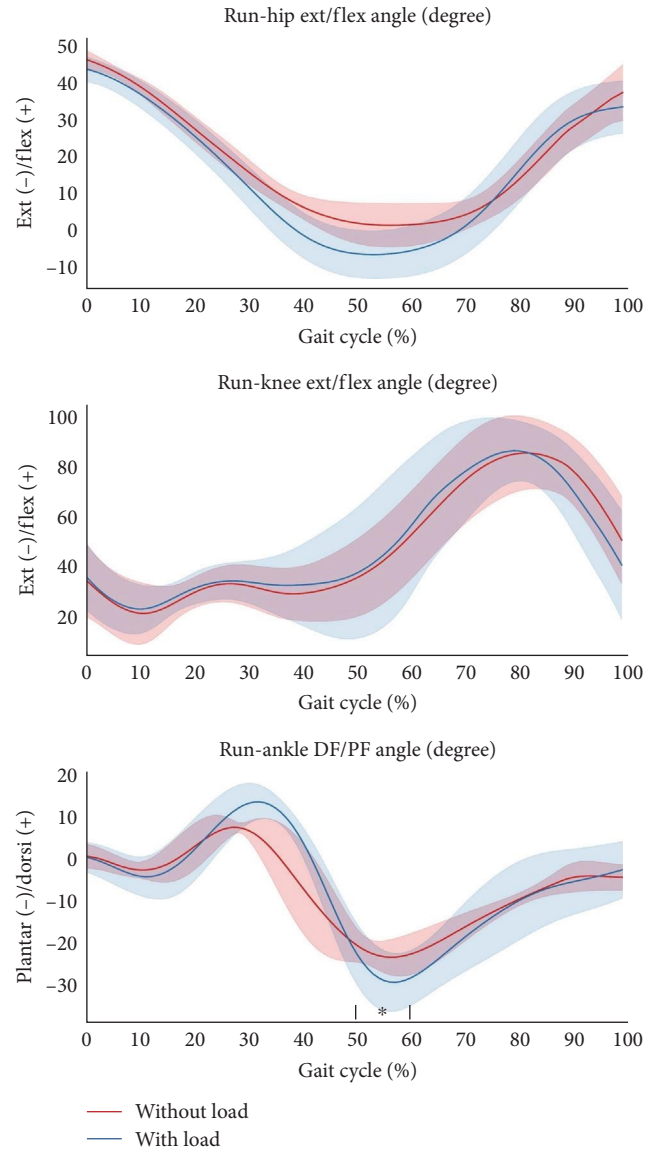 Run-hip ext/flex angle (degree)
Ext (–)/flex (+)
50
40
30
20
10
0
–10
0 10 20 30 40 50 60 70 80 90 100
Gait cycle (%)
Run-knee ext/flex angle (degree)
Ext (–)/flex (+)
100
80
60
40
20
0 10 20 30 40 50 60 70 80 90 100
Gait cycle (%)
Run-ankle DF/PF angle (degree)
Plantar (–)/dorsi (+)
20
10
0
–10
–20
–30
*
0 10 20 30 40 50 60 70 80 90 100
Gait cycle (%)
Without load
With load